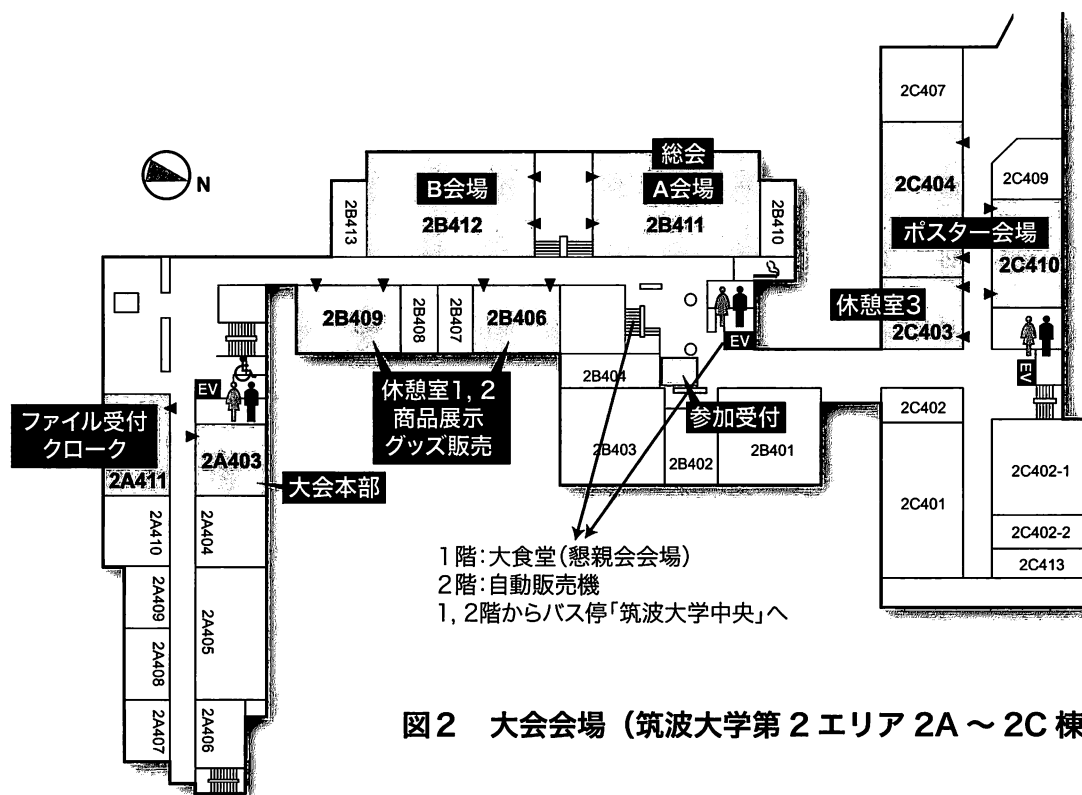 2C407
総会
B会場
A会場
2C404
2C409
N
2B413
2B412
2B411
2B410
ポスター会場
2C410
2B409
2B408
2B407
2B406
休憩室3
2C403
EV
EV
EV
休憩室1, 2
商品展示
グッズ販売
2B404
参加受付
2C402
ファイル受付
クローク
2A411
2A403
大会本部
2B403
2B402
2B401
2C401
2C402-1
2C402-2
2C413
2A410
2A404
2A409
2A405
2A408
2A407
2A406
1階:大食堂(懇親会会場)
2階:自動販売機
1, 2階からバス停「筑波大学中央」へ
図2 大会会場(筑波大学第2エリア 2A ~ 2C 棟